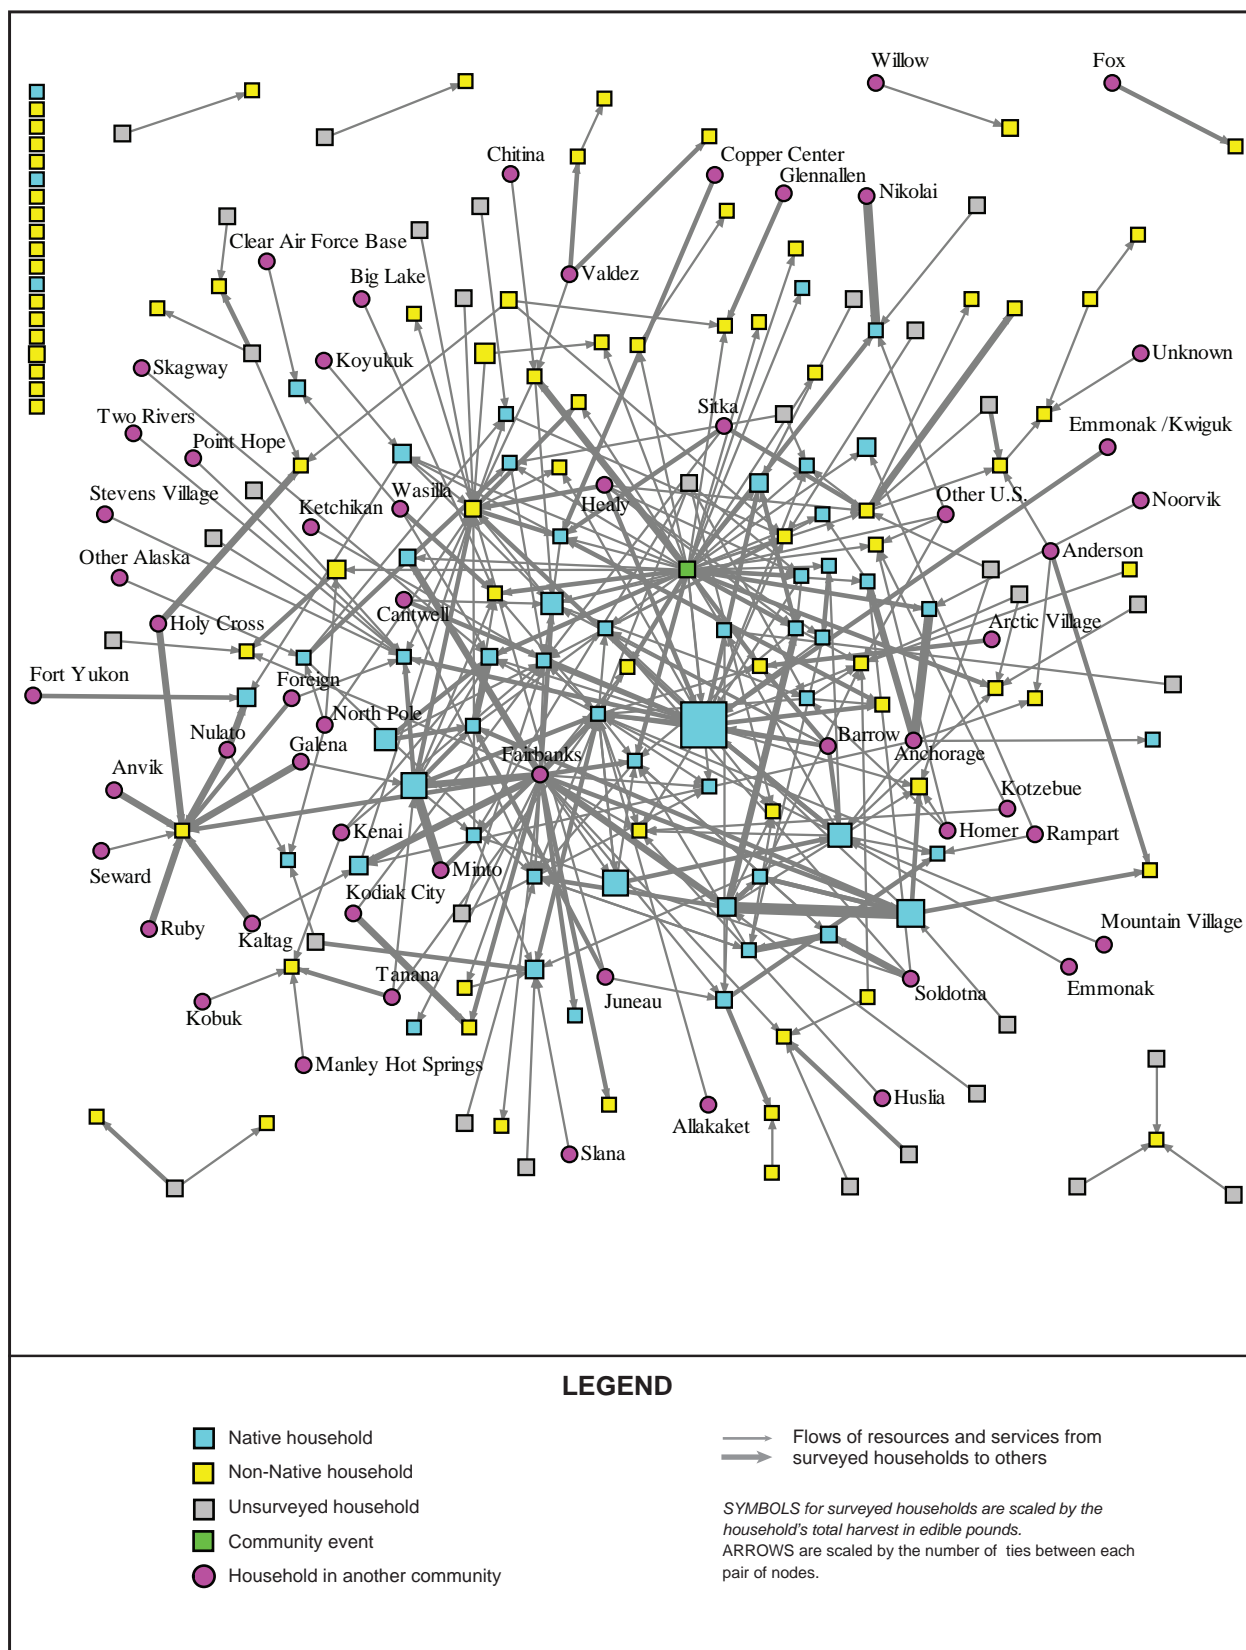 Willow
Fox
Chitina
Copper Center
Glennallen
Nikolai
Clear Air Force Base
Big Lake
Valdez
Koyukuk
Skagway
Unknown
Two Rivers
Sitka
Point Hope
Emmonak /Kwiguk
Stevens Village
Wasilla
Ketchikan
Healy
Other U.S.
Noorvik
Other Alaska
Anderson
Cantwell
Holy Cross
Arctic Village
Fort Yukon
Foreign
North Pole
Nulato
Galena
Fairbanks
Barrow
Anchorage
Anvik
Kotzebue
Kenai
Homer
Rampart
Seward
Minto
Kodiak City
Ruby
Kaltag
Mountain Village
Tanana
Juneau
Soldotna
Emmonak
Kobuk
Manley Hot Springs
Huslia
Allakaket
Slana
LEGEND
Native household
Non-Native household
Unsurveyed household
Community event
Household in another community
Flows of resources and services from
surveyed households to others
SYMBOLS for surveyed households are scaled by the
household's total harvest in edible pounds.
ARROWS are scaled by the number of ties between each
pair of nodes.